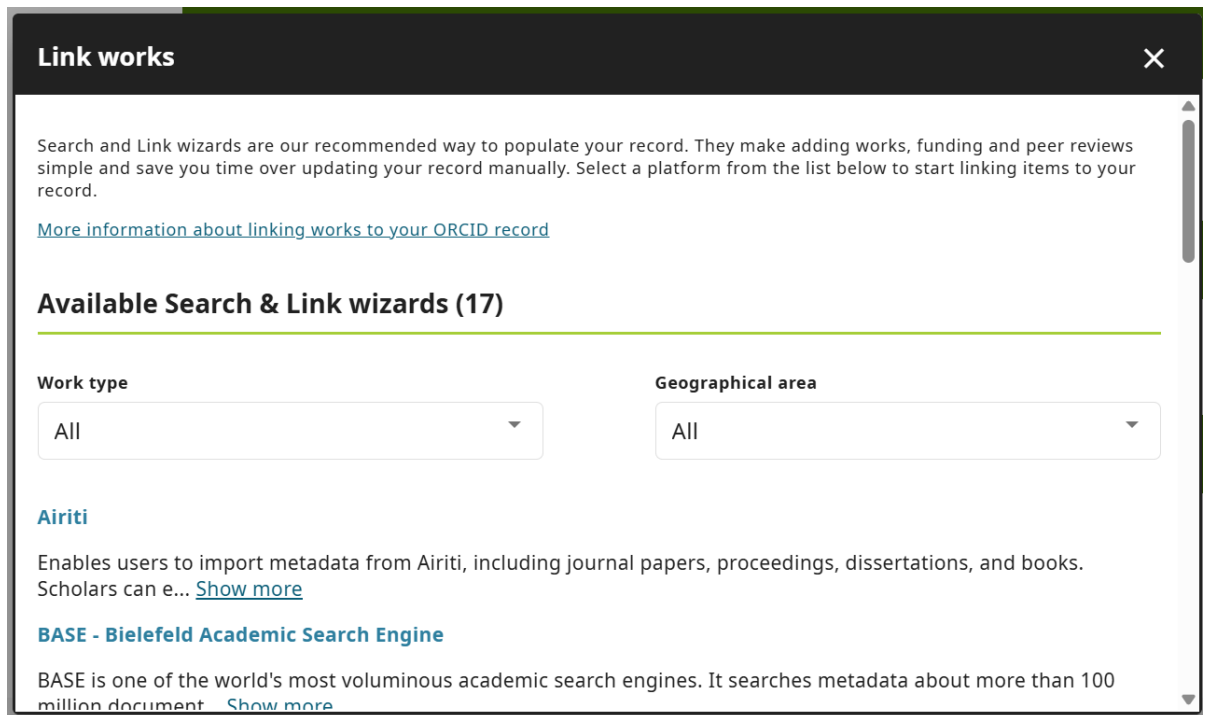 Link works
Search and Link wizards are our recommended way to populate your record. They make adding works, funding and peer reviews
simple and save you time over updating your record manually. Select a platform from the list below to start linking items to your
record.
More information about linking works to your ORCID record
Available Search & Link wizards (17)
Work type
Geographical area
All
All
Airiti
Enables users to import metadata from Airiti, including journal papers, proceedings, dissertations, and books.
Scholars can e... Show more
BASE - Bielefeld Academic Search Engine
BASE is one of the world's most voluminous academic search engines. It searches metadata about more than 100
million document... Show more